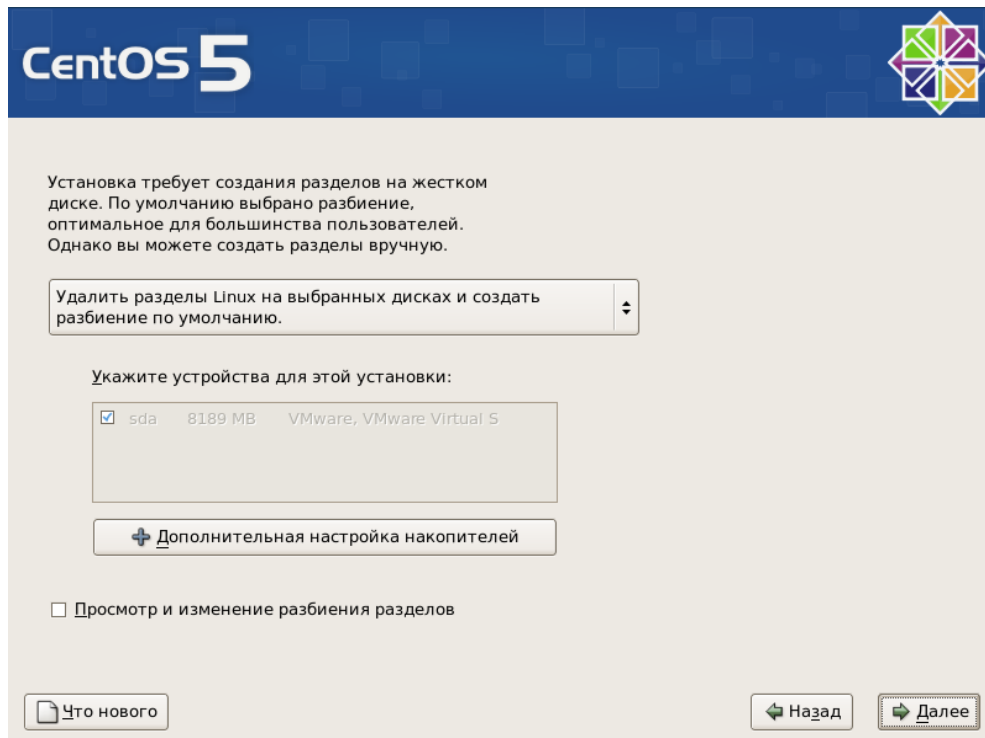 CentOS 5
Установка требует создания разделов на жестком
диске. По умолчанию выбрано разбиение,
оптимальное для большинства пользователей.
Однако вы можете создать разделы вручную.
Удалить разделы Linux на выбранных дисках и создать
разбиение по умолчанию.
Укажите устройства для этой установки:
sda 8189 MB VMware, VMware Virtual S
Дополнительная настройка накопителей
Просмотр и изменение разбиения разделов
Что нового
Назад
Далее